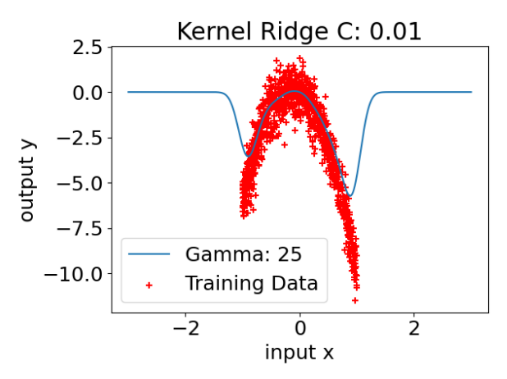 Kernel Ridge C: 0.01
2.5
0.0
−2.5
−5.0
−7.5
−10.0
output y
Gamma: 25
Training Data
−2
0
2
input x